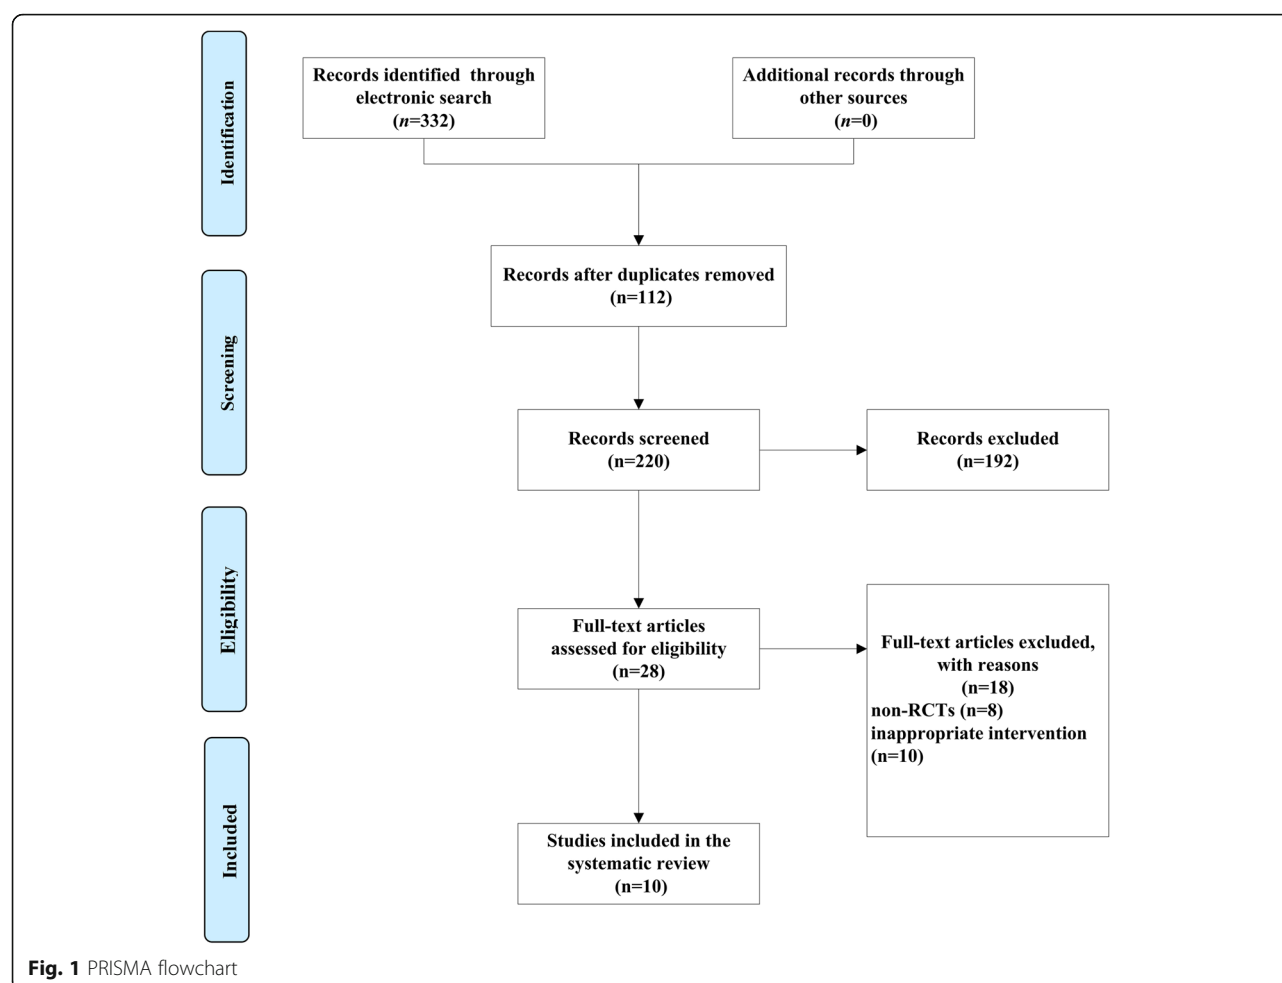 Identification
Records identified through
electronic search
(n=332)
Additional records through
other sources
(n=0)
Records after duplicates removed
(n=112)
Screening
Records screened
(n=220)
Records excluded
(n=192)
Eligibility
Full-text articles
assessed for eligibility
(n=28)
Full-text articles excluded,
with reasons
(n=18)
non-RCTs (n=8)
inappropriate intervention
(n=10)
Included
Studies included in the
systematic review
(n=10)
Fig. 1 PRISMA flowchart